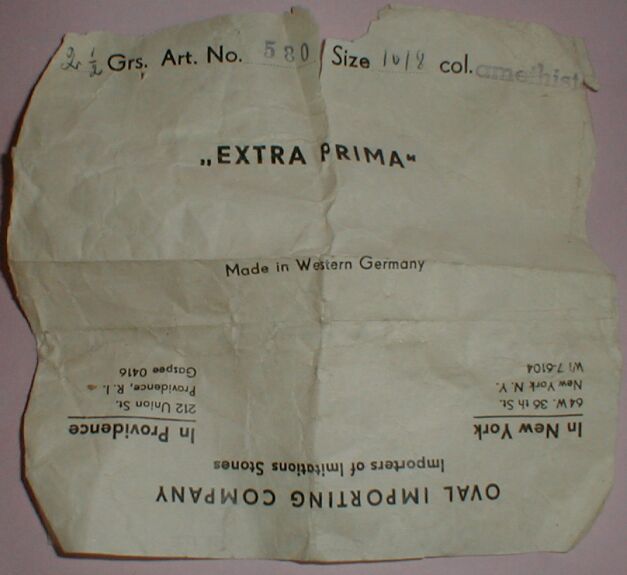 2 1/2 Grs. Art. No. 580 Size 10/8 col. amethist
„EXTRA PRIMA“
Made in Western Germany
OVAL IMPORTING COMPANY
Importers of Imitations Stones
In New York
64 W. 36 th St.
New York N. Y.
WI 7-6104
In Providence
212 Union St.
Providence, R. I.
Gaspee 0416